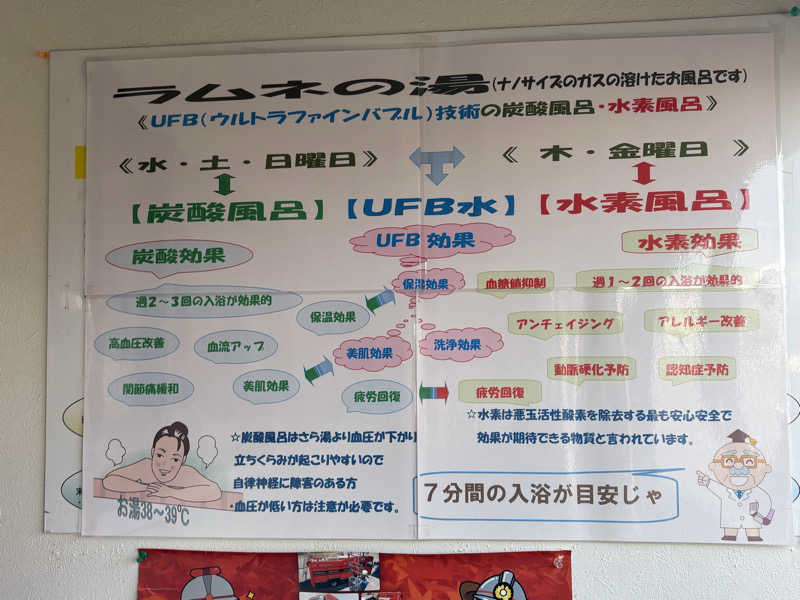 ラムネの湯(ナノサイズのガスの溶けたお風呂です)
《UFB(ウルトラファインバブル)技術の炭酸風呂・水素風呂》
《水・土・日曜日》
《木・金曜日》
【炭酸風呂】【UFB水】【水素風呂】
UFB効果
炭酸効果
水素効果
保湿効果
血糖値抑制
週1〜2回の入浴が効果的
週2〜3回の入浴が効果的
保温効果
アンチェイジング
アレルギー改善
高血圧改善
血流アップ
美肌効果
洗浄効果
動脈硬化予防
認知症予防
関節痛緩和
美肌効果
疲労回復
疲労回復
☆炭酸風呂はさら湯より血圧が下がり
立ちくらみが起こりやすいので
自律神経に障害のある方
・血圧が低い方は注意が必要です。
☆水素は悪玉活性酸素を除去する最も安心安全で
効果が期待できる物質と言われています。
お湯38〜39℃
7分間の入浴が目安じゃ